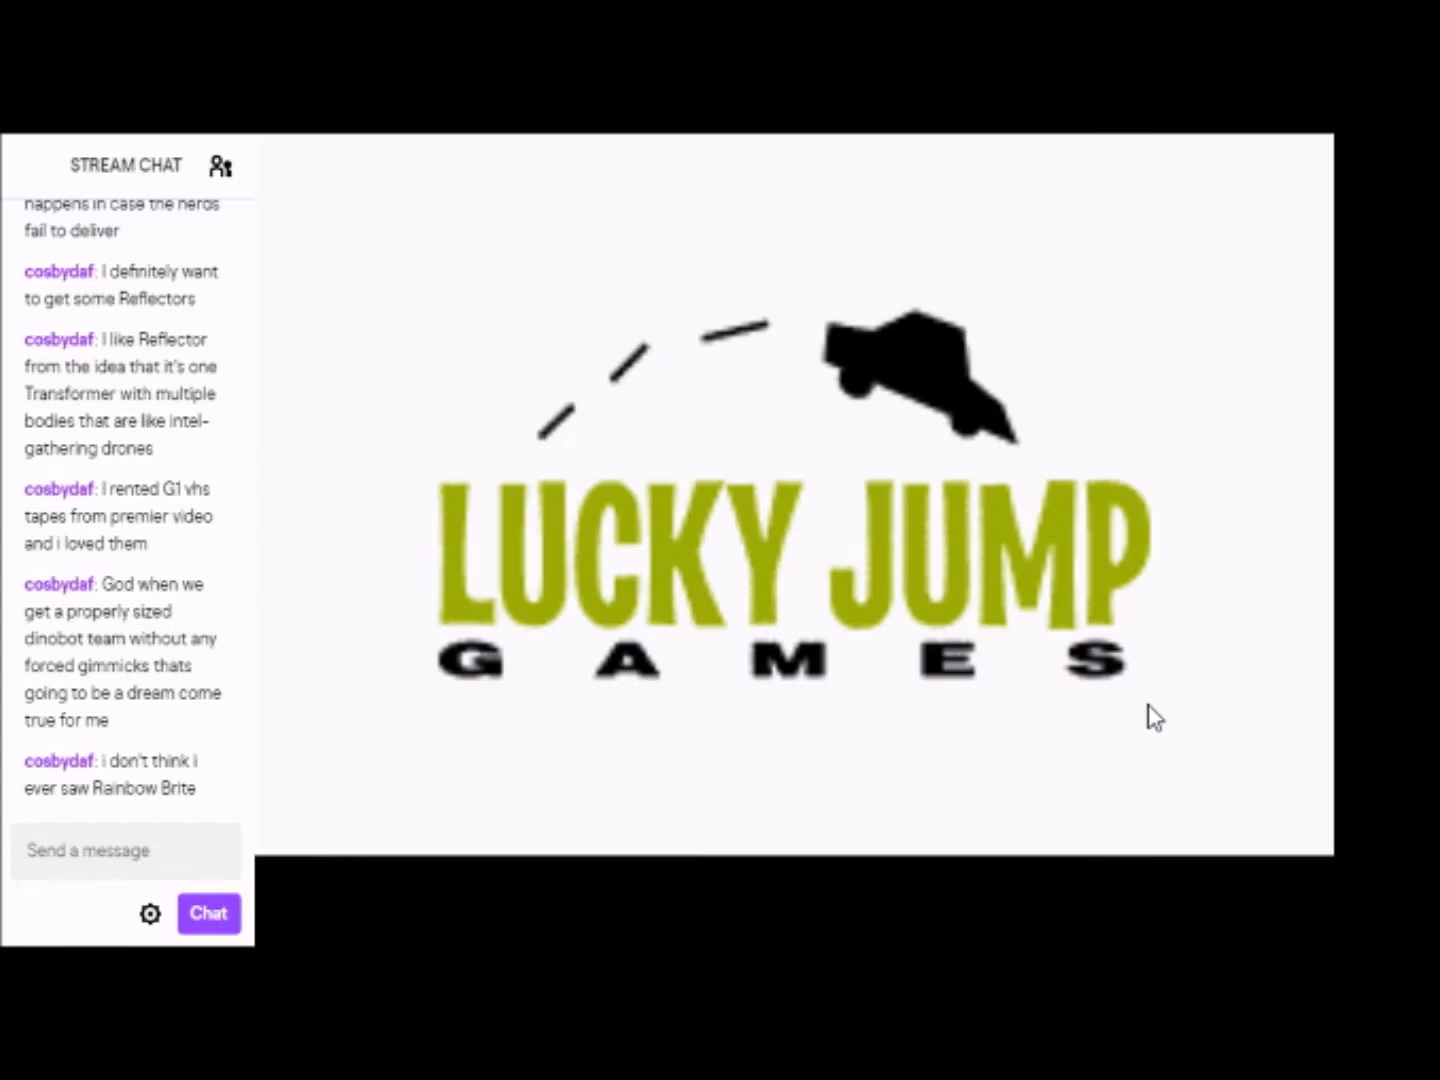 STREAM CHAT
happens in case the nerds
fail to deliver
cosbydaf: I definitely want
to get some Reflectors
cosbydaf: I like Reflector
from the idea that it's one
Transformer with multiple
bodies that are like intel-
gathering drones
cosbydaf: I rented G1 vhs
tapes from premier video
and i loved them
cosbydaf: God when we
get a properly sized
dinobot team without any
forced gimmicks thats
going to be a dream come
true for me
cosbydaf: i don't think i
ever saw Rainbow Brite
Send a message
Chat
LUCKY JUMP
GAMES